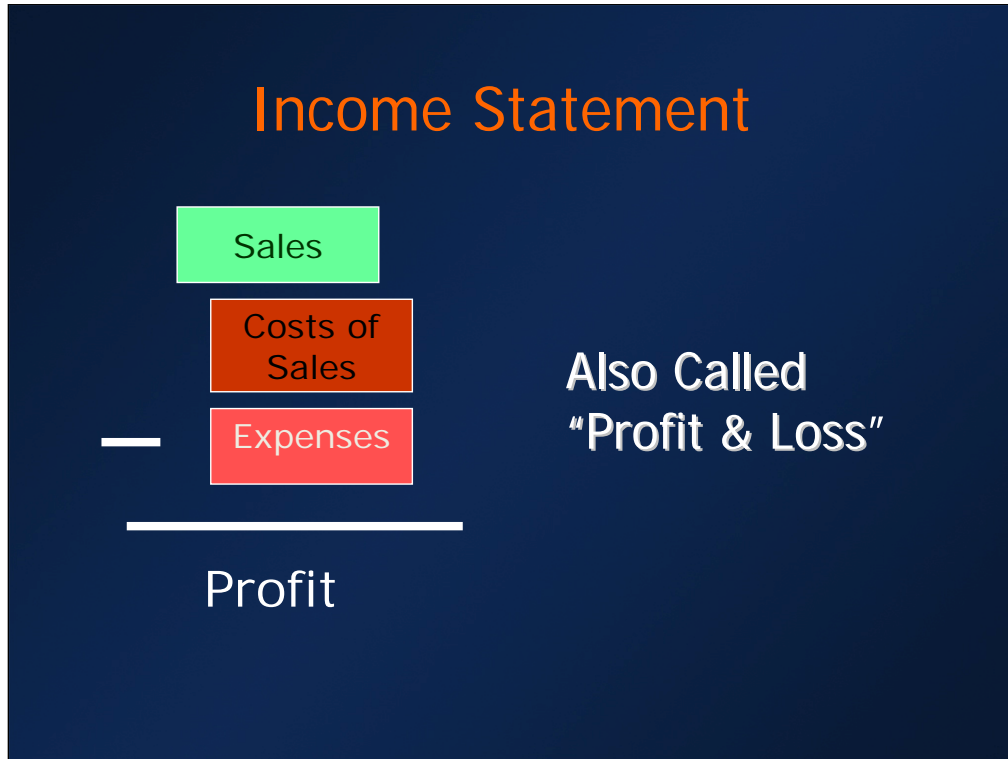 Income Statement
Sales
Costs of
Sales
Expenses
Also Called
“Profit & Loss”
Profit